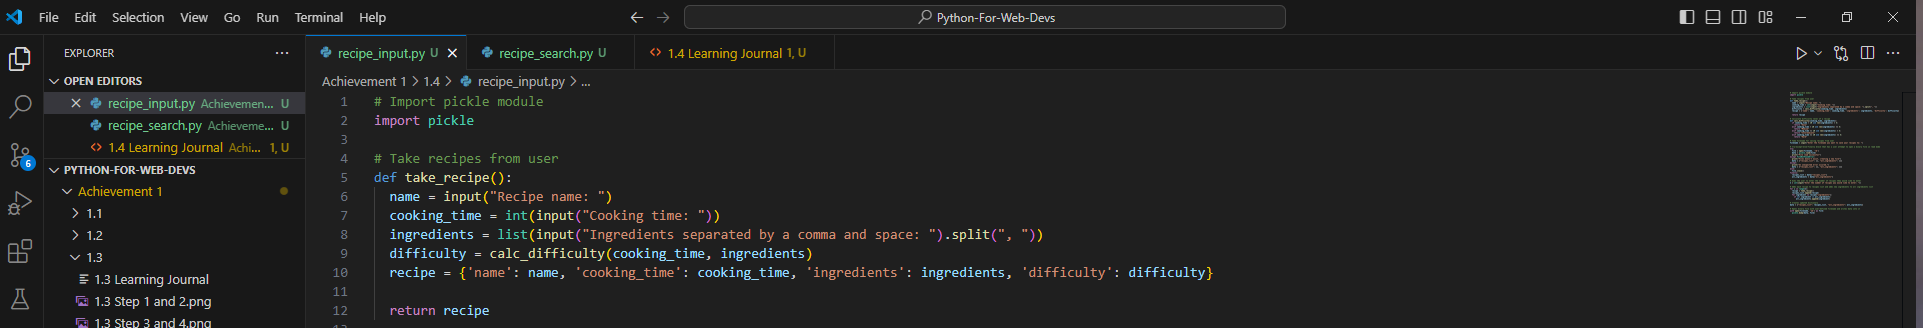 File Edit Selection View Go Run Terminal Help
Python-For-Web-Devs
EXPLORER
OPEN EDITORS
recipe_input.py Achievemen... U
recipe_search.py Achieveme... U
1.4 Learning Journal Achi... 1, U
PYTHON-FOR-WEB-DEVS
Achievement 1
1.1
1.2
1.3
1.3 Learning Journal
1.3 Step 1 and 2.png
1.3 Step 3 and 4.png
6
recipe_input.py U
recipe_search.py U
1.4 Learning Journal 1, U
Achievement 1 > 1.4 > recipe_input.py > ...
1 # Import pickle module
2 import pickle
3
4 # Take recipes from user
5 def take_recipe():
6 name = input("Recipe name: ")
7 cooking_time = int(input("Cooking time: "))
8 ingredients = list(input("Ingredients separated by a comma and space: ").split(", "))
9 difficulty = calc_difficulty(cooking_time, ingredients)
10 recipe = {'name': name, 'cooking_time': cooking_time, 'ingredients': ingredients, 'difficulty': difficulty}
11
12 return recipe